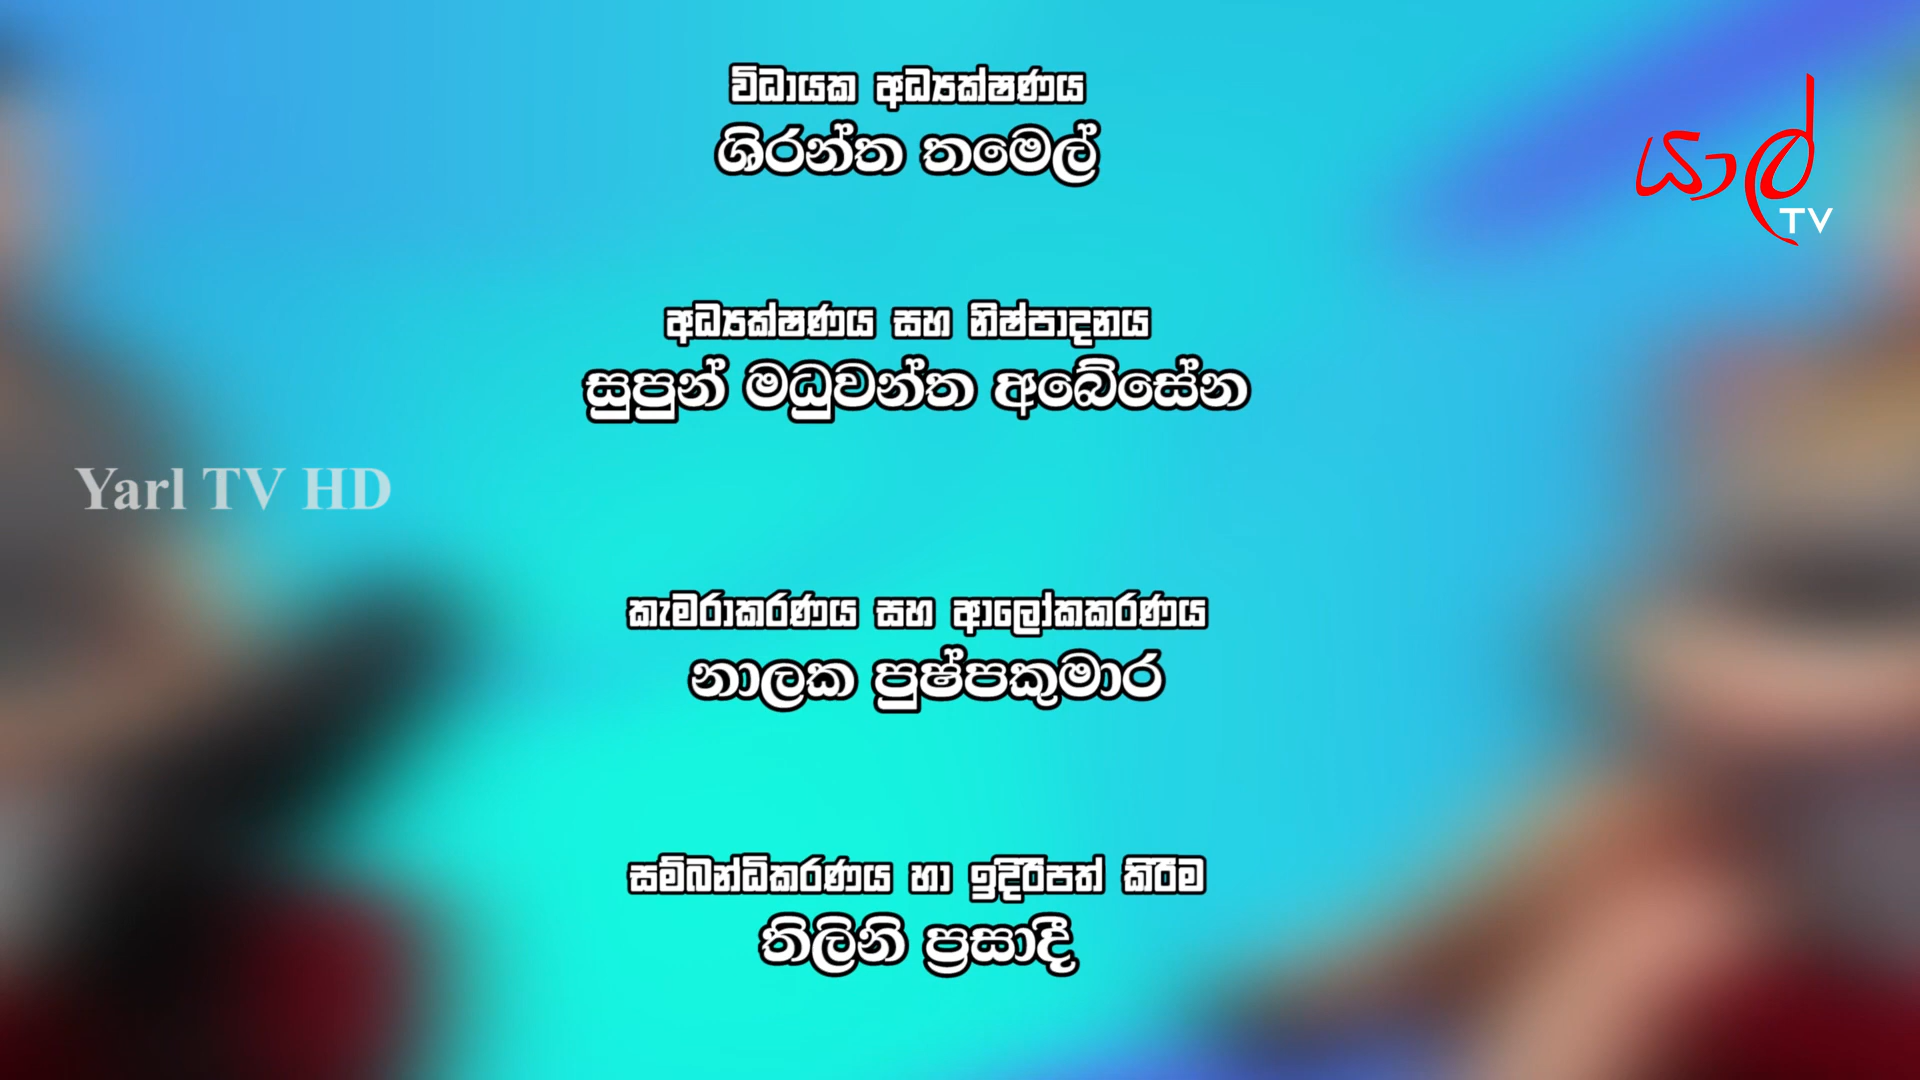 විධායක අධ්‍යක්ෂණය
ශිරන්ත තමෙල්
යාල්
TV
අධ්‍යක්ෂණය සහ නිෂ්පාදනය
සුපුන් මධුවන්ත අබේසේන
Yarl TV HD
කැමරාකරණය සහ ආලෝකකරණය
නාලක පුෂ්පකුමාර
සම්බන්ධිකරණය හා ඉදිරිපත් කිරීම
තිලිනි ප්‍රසාදී